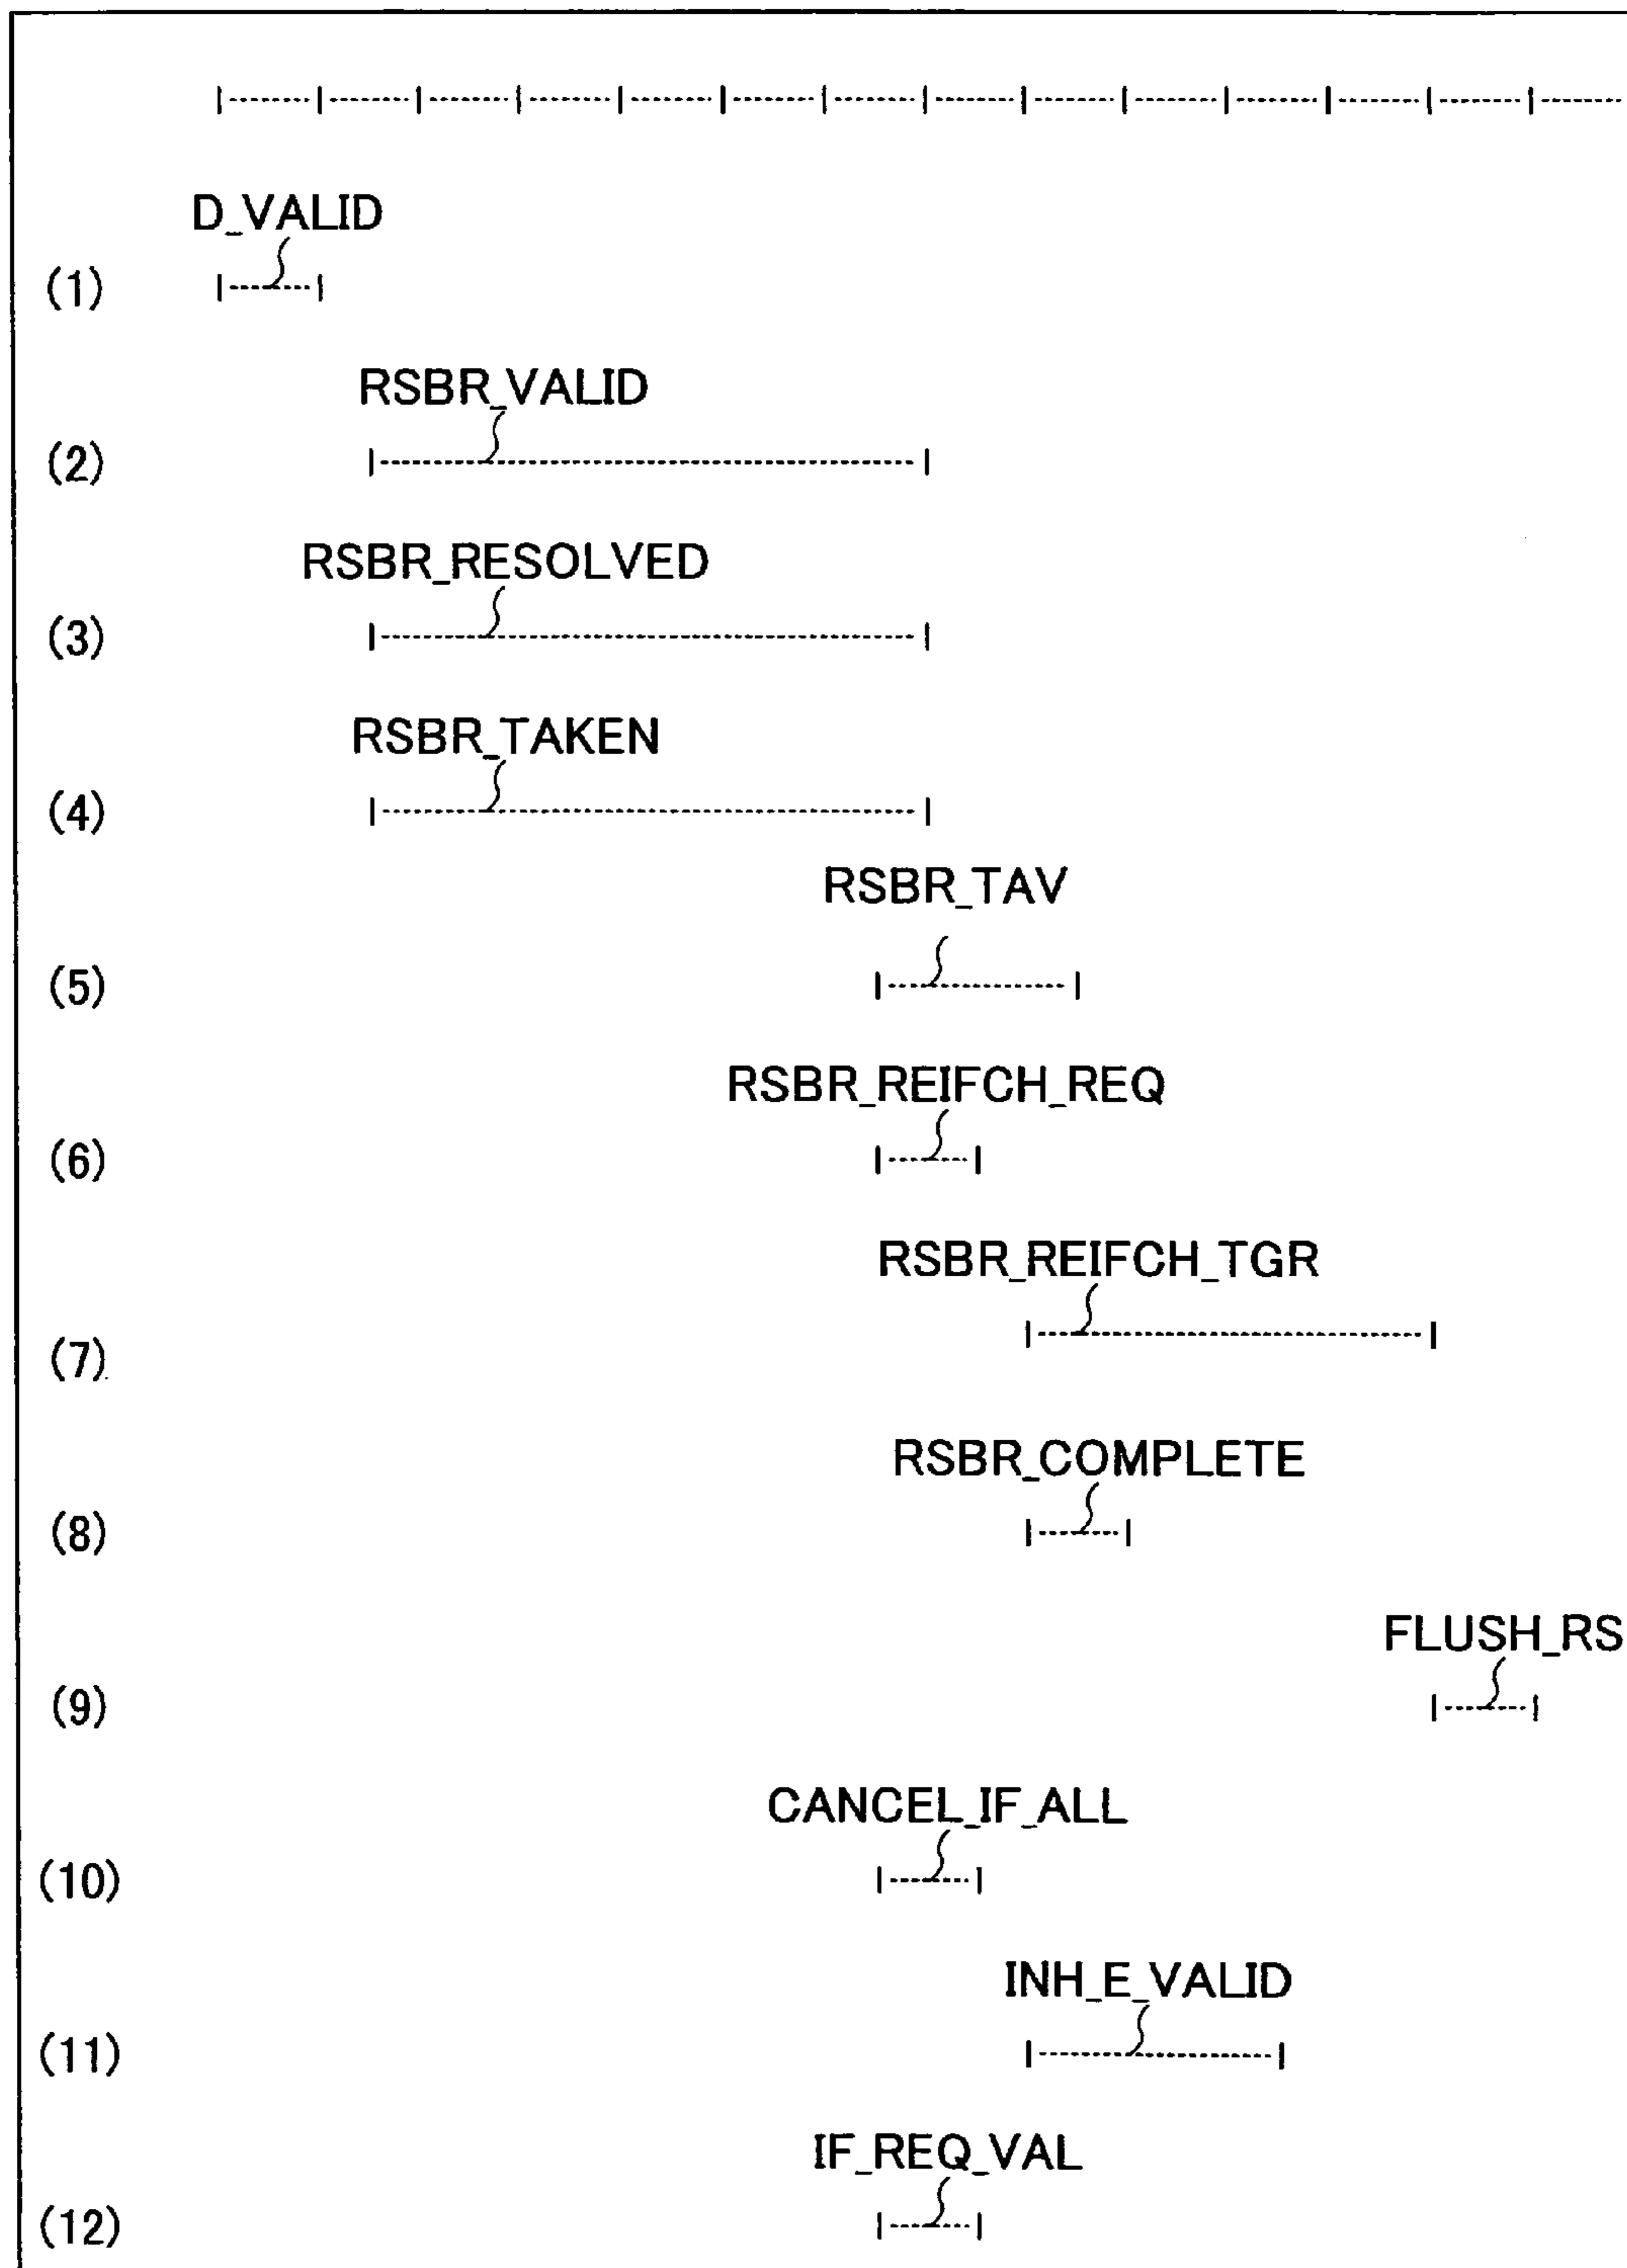 D_VALID
(1)
RSBR_VALID
(2)
RSBR_RESOLVED
(3)
RSBR_TAKEN
(4)
RSBR_TAV
(5)
RSBR_REIFCH_REQ
(6)
RSBR_REIFCH_TGR
(7)
RSBR_COMPLETE
(8)
FLUSH_RS
(9)
CANCEL_IF_ALL
(10)
INH_E_VALID
(11)
IF_REQ_VAL
(12)